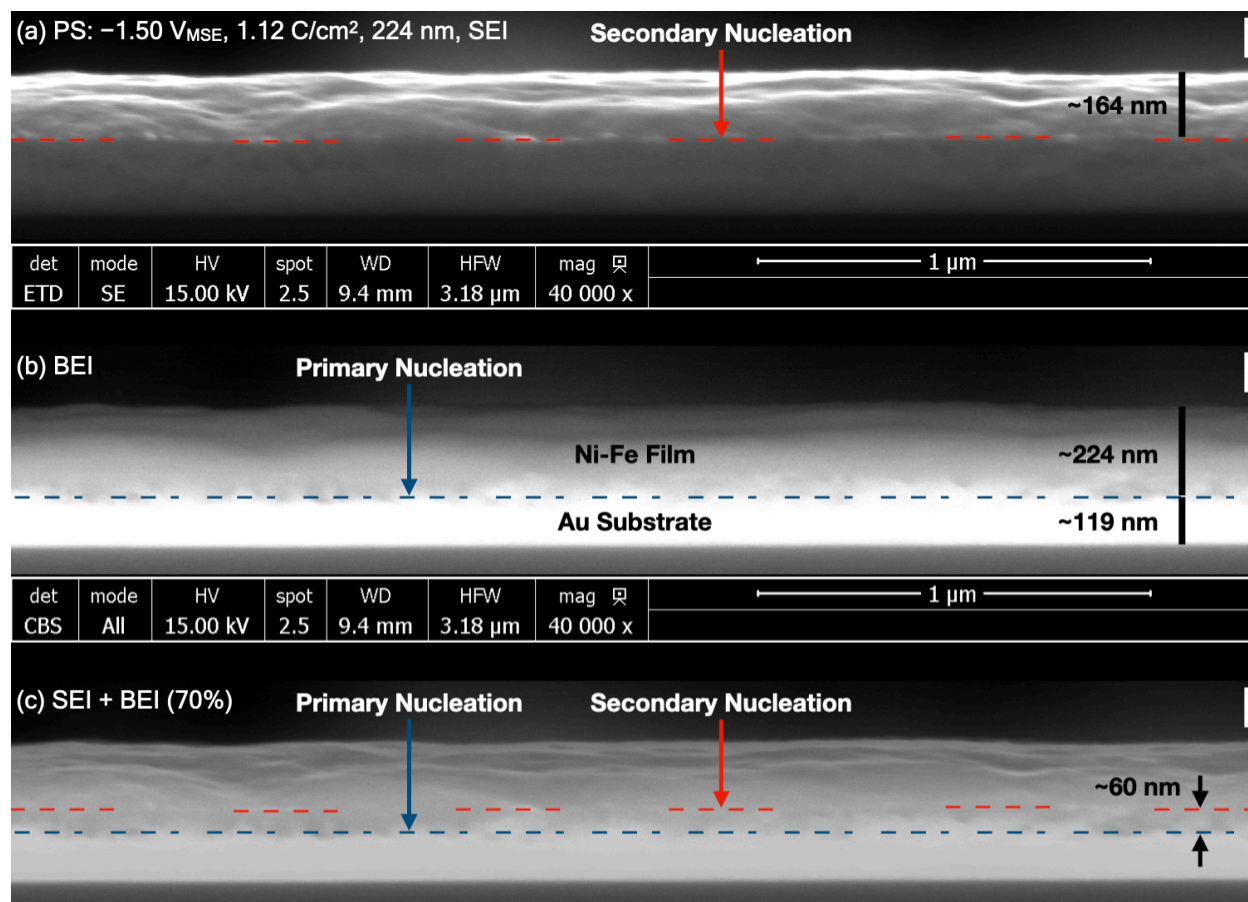 (a) PS: −1.50 V_MSE, 1.12 C/cm², 224 nm, SEI
Secondary Nucleation
~164 nm
det mode HV spot WD HFW mag
ETD SE 15.00 kV 2.5 9.4 mm 3.18 µm 40 000 x
1 µm
(b) BEI
Primary Nucleation
Ni-Fe Film
~224 nm
Au Substrate
~119 nm
det mode HV spot WD HFW mag
CBS All 15.00 kV 2.5 9.4 mm 3.18 µm 40 000 x
1 µm
(c) SEI + BEI (70%)
Primary Nucleation
Secondary Nucleation
~60 nm